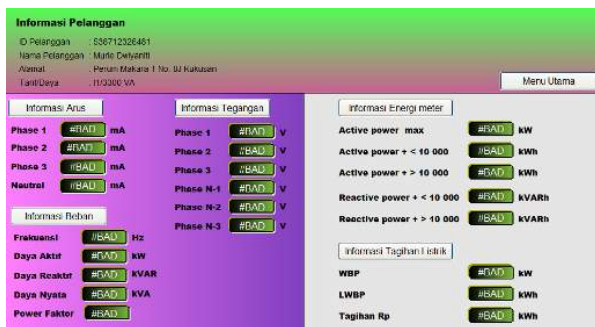 Informasi Pelanggan
ID Pelanggan : 536712326461
Nama Pelanggan : Murie Dwiyanti
Alamat : Perum Makara 1 No. Kukusan
Tarif/Daya : /3300 VA
Menu Utama
Informasi Arus
Phase 1 #BAD mA
Phase 2 #BAD mA
Phase 3 #BAD mA
Neutral #BAD mA
Informasi Beban
Frekuensi #BAD Hz
Daya Aktif #BAD kW
Daya Reaktif #BAD kVAR
Daya Nyata #BAD kVA
Power Faktor #BAD
Informasi Tegangan
Phase 1 #BAD V
Phase 2 #BAD V
Phase 3 #BAD V
Phase N-1 #BAD V
Phase N-2 #BAD V
Phase N-3 #BAD V
Informasi Energi meter
Active power max #BAD kW
Active power + < 10 000 #BAD kWh
Active power + > 10 000 #BAD kWh
Reactive power + < 10 000 #BAD kVARh
Reactive power + > 10 000 #BAD kVARh
Informasi Tagihan Listrik
WBP #BAD kW
LWBP #BAD kWh
Tagihan Rp #BAD kWh